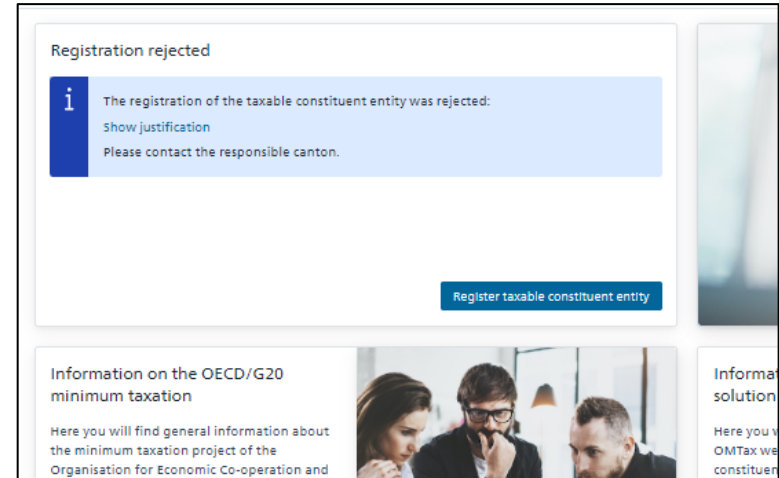 Registration rejected
i
The registration of the taxable constituent entity was rejected:
Show justification
Please contact the responsible canton.
Register taxable constituent entity
Information on the OECD/G20
minimum taxation
Here you will find general information about
the minimum taxation project of the
Organisation for Economic Co-operation and
Informat
solution
Here you w
OMTax we
constituen